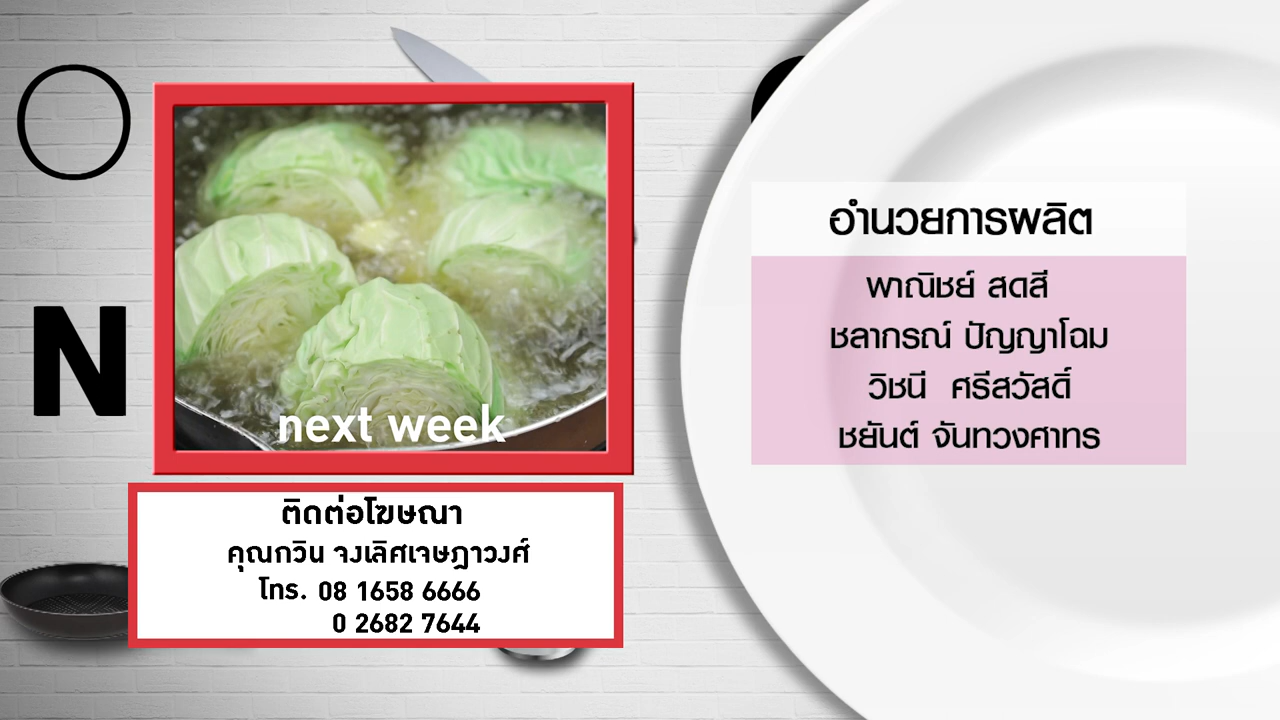 O
N
next week
ติดต่อโฆษณา
คุณกวิน จงเลิศเจษฎาวงศ์
โทร. 08 1658 6666
0 2682 7644
อำนวยการผลิต
พาณิชย์ สดสี
ชลากรณ์ ปัญญาโฉม
วิชนี ศรีสวัสดิ์
ชยันต์ จันทวงศาทร